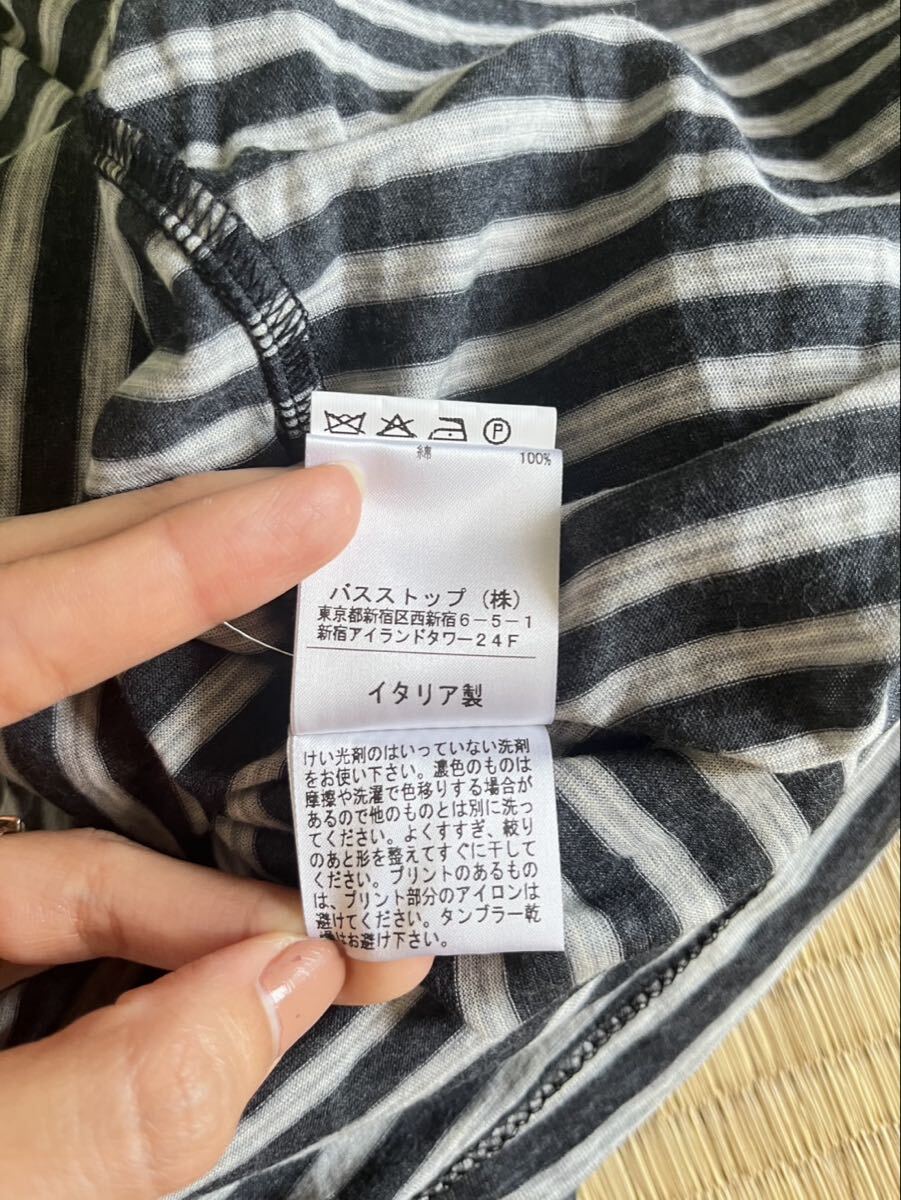 P
綿 100%
バスストップ（株）
東京都新宿区西新宿6-5-1
新宿アイランドタワー24F
イタリア製
けい光剤のはいっていない洗剤
をお使い下さい。濃色のものは
摩擦や洗濯で色移りする場合が
あるので他のものとは別に洗っ
てください。よくすすぎ、絞り
のあと形を整えてすぐに干して
ください。プリントのあるもの
は、プリント部分のアイロンは
避けてください。タンブラー乾
燥はお避け下さい。